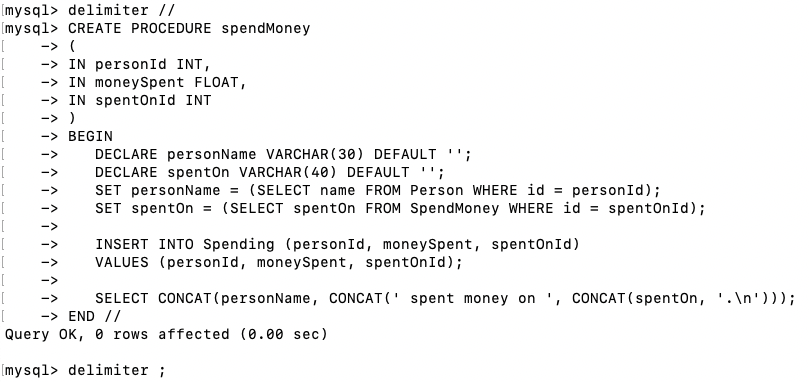 [mysql> delimiter //
[mysql> CREATE PROCEDURE spendMoney
[    -> (
[    -> IN personId INT,
[    -> IN moneySpent FLOAT,
[    -> IN spentOnId INT
[    -> )
[    -> BEGIN
[    ->    DECLARE personName VARCHAR(30) DEFAULT '';
[    ->    DECLARE spentOn VARCHAR(40) DEFAULT '';
[    ->    SET personName = (SELECT name FROM Person WHERE id = personId);
[    ->    SET spentOn = (SELECT spentOn FROM SpendMoney WHERE id = spentOnId);
[    ->
[    ->    INSERT INTO Spending (personId, moneySpent, spentOnId)
[    ->    VALUES (personId, moneySpent, spentOnId);
[    ->
[    ->    SELECT CONCAT(personName, CONCAT(' spent money on ', CONCAT(spentOn, '.\n')));
[    -> END //
Query OK, 0 rows affected (0.00 sec)

[mysql> delimiter ;